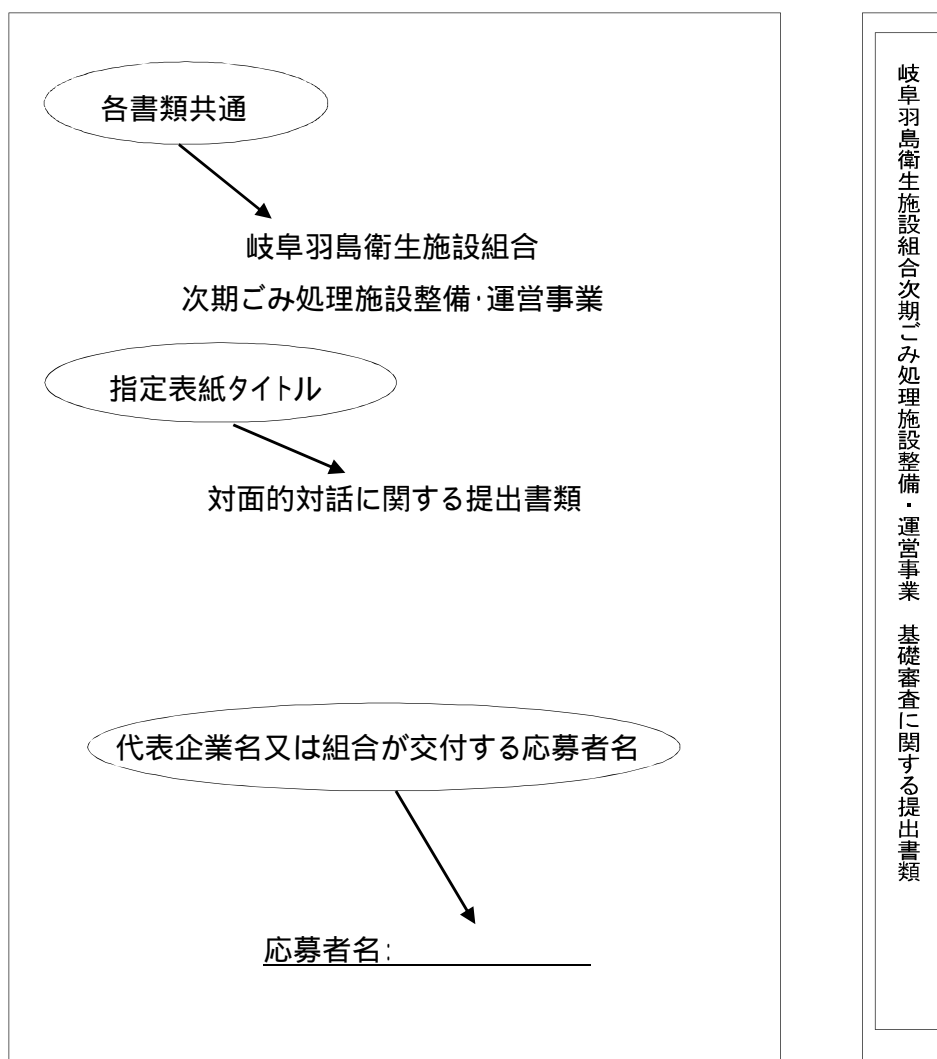 各書類共通
岐阜羽島衛生施設組合
次期ごみ処理施設整備･運営事業
指定表紙タイトル
対面的対話に関する提出書類
代表企業名又は組合が交付する応募者名
応募者名:
岐阜羽島衛生施設組合次期ごみ処理施設整備・運営事業　基礎審査に関する提出書類